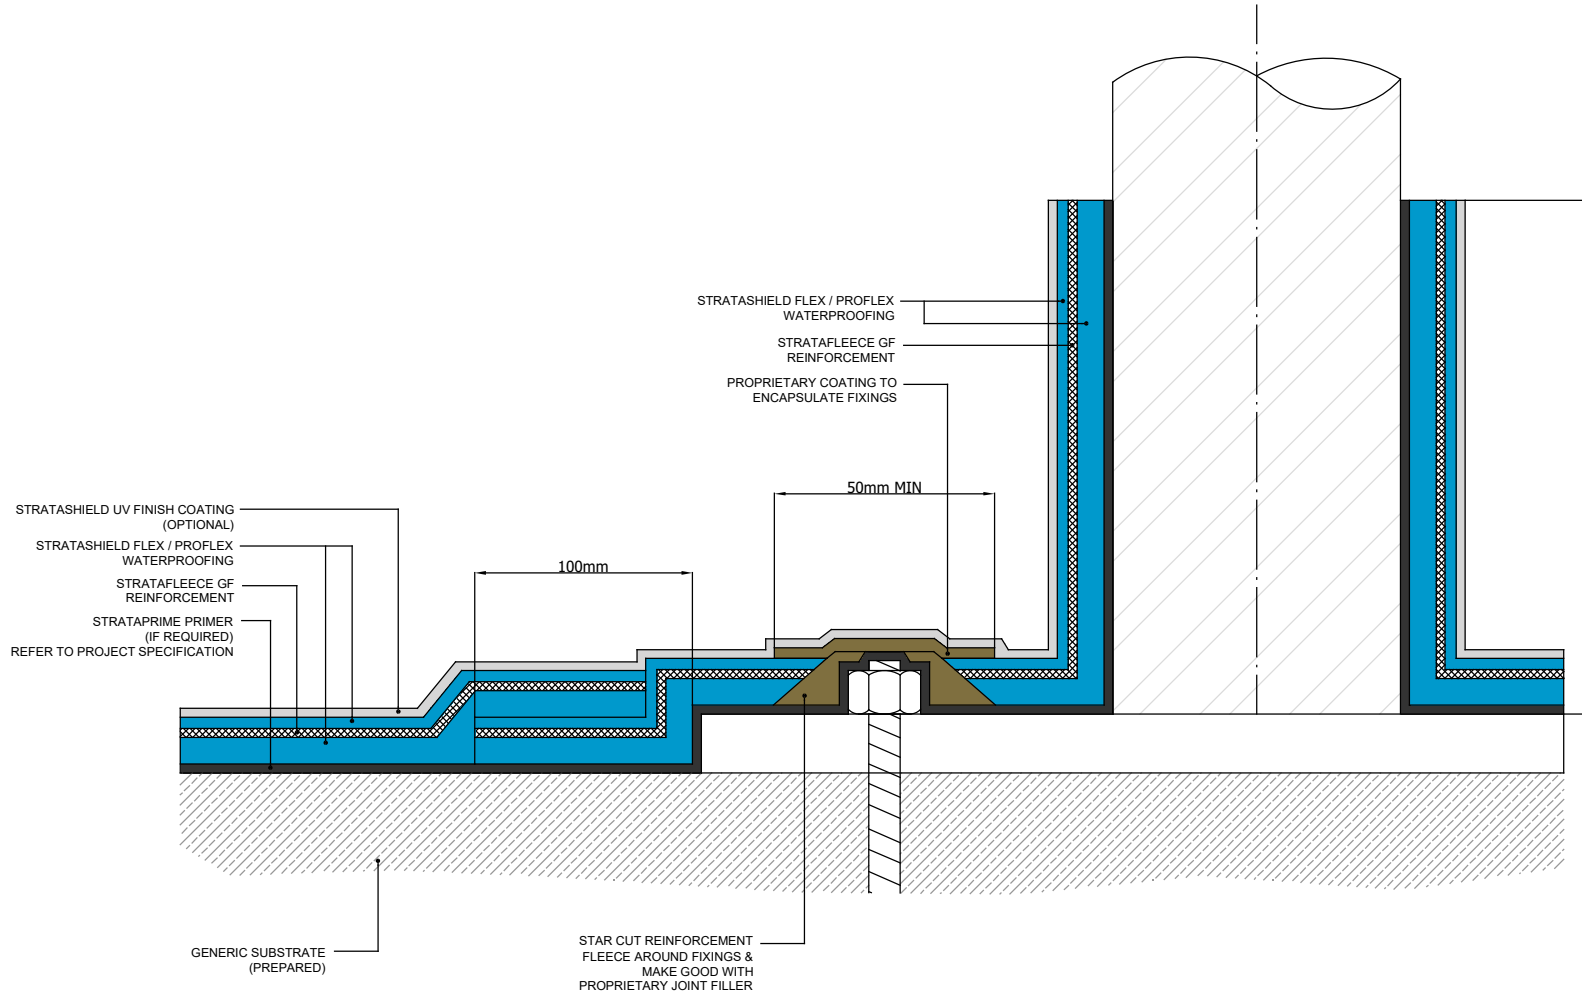 STRATASHIELD FLEX / PROFLEX
WATERPROOFING
STRATAFLEECE GF
REINFORCEMENT
PROPRIETARY COATING TO
ENCAPSULATE FIXINGS
50mm MIN
STRATASHIELD UV FINISH COATING
(OPTIONAL)
STRATASHIELD FLEX / PROFLEX
WATERPROOFING
100mm
STRATAFLEECE GF
REINFORCEMENT
STRATAPRIME PRIMER
(IF REQUIRED)
REFER TO PROJECT SPECIFICATION
GENERIC SUBSTRATE
(PREPARED)
STAR CUT REINFORCEMENT
FLEECE AROUND FIXINGS &
MAKE GOOD WITH
PROPRIETARY JOINT FILLER